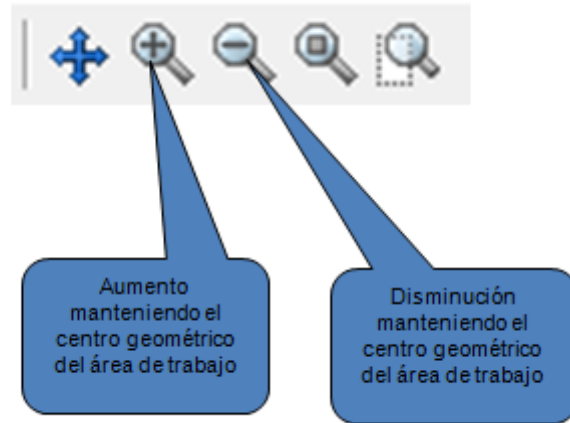 Aumento
manteniendo el
centro geométrico
del área de trabajo
Disminución
manteniendo el
centro geométrico
del área de trabajo